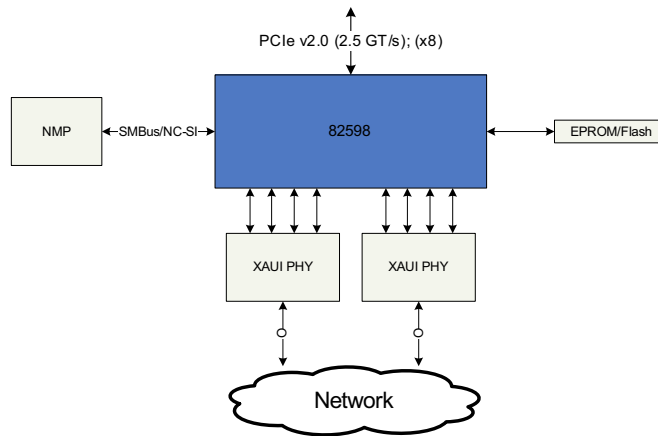 PCIe v2.0 (2.5 GT/s); (x8)
NMP
SMBus/NC-SI
82598
EPROM/Flash
XAUI PHY
XAUI PHY
Network